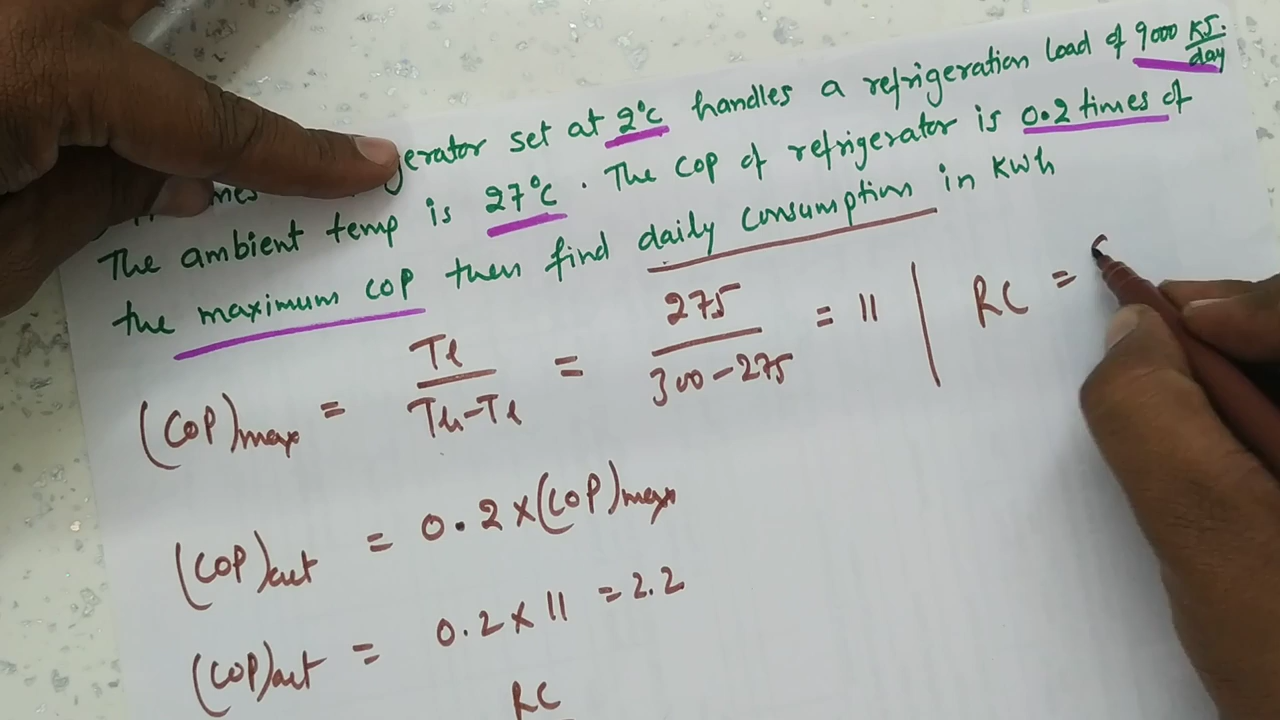 erator set at 2°C handles a refrigeration load of 9000 KJ/day
The ambient temp is 27°C. The COP of refrigerator is 0.2 times of
the maximum COP then find daily consumption in KWh
(COP)max = Tl/(Th-Tl) = 275/(300-275) = 11 | RC =
(COP)act = 0.2 x (COP)max
(COP)act = 0.2 x 11 = 2.2
RC